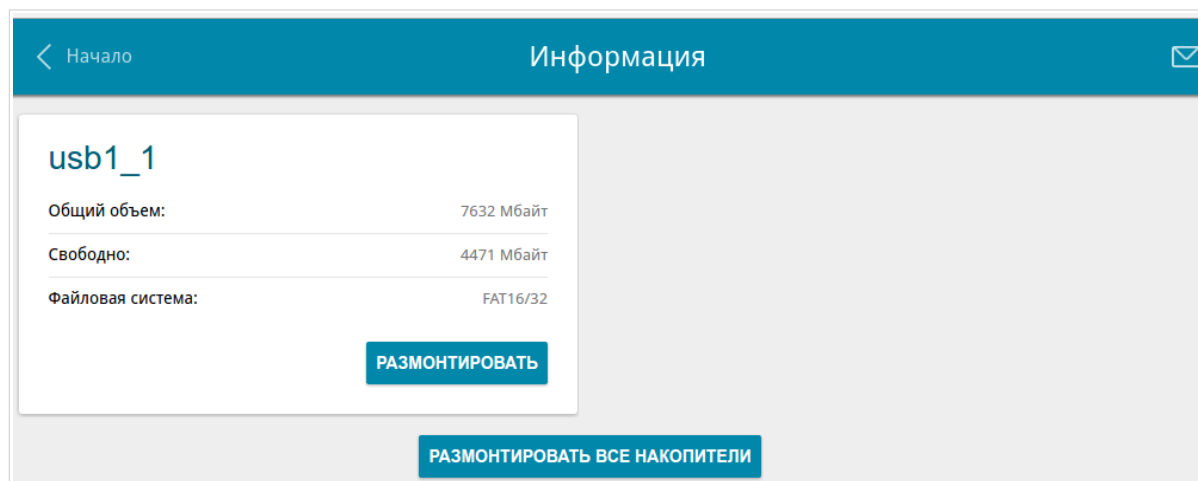 Начало
Информация
usb1_1
Общий объем: 7632 Мбайт
Свободно: 4471 Мбайт
Файловая система: FAT16/32
РАЗМОНТИРОВАТЬ
РАЗМОНТИРОВАТЬ ВСЕ НАКОПИТЕЛИ